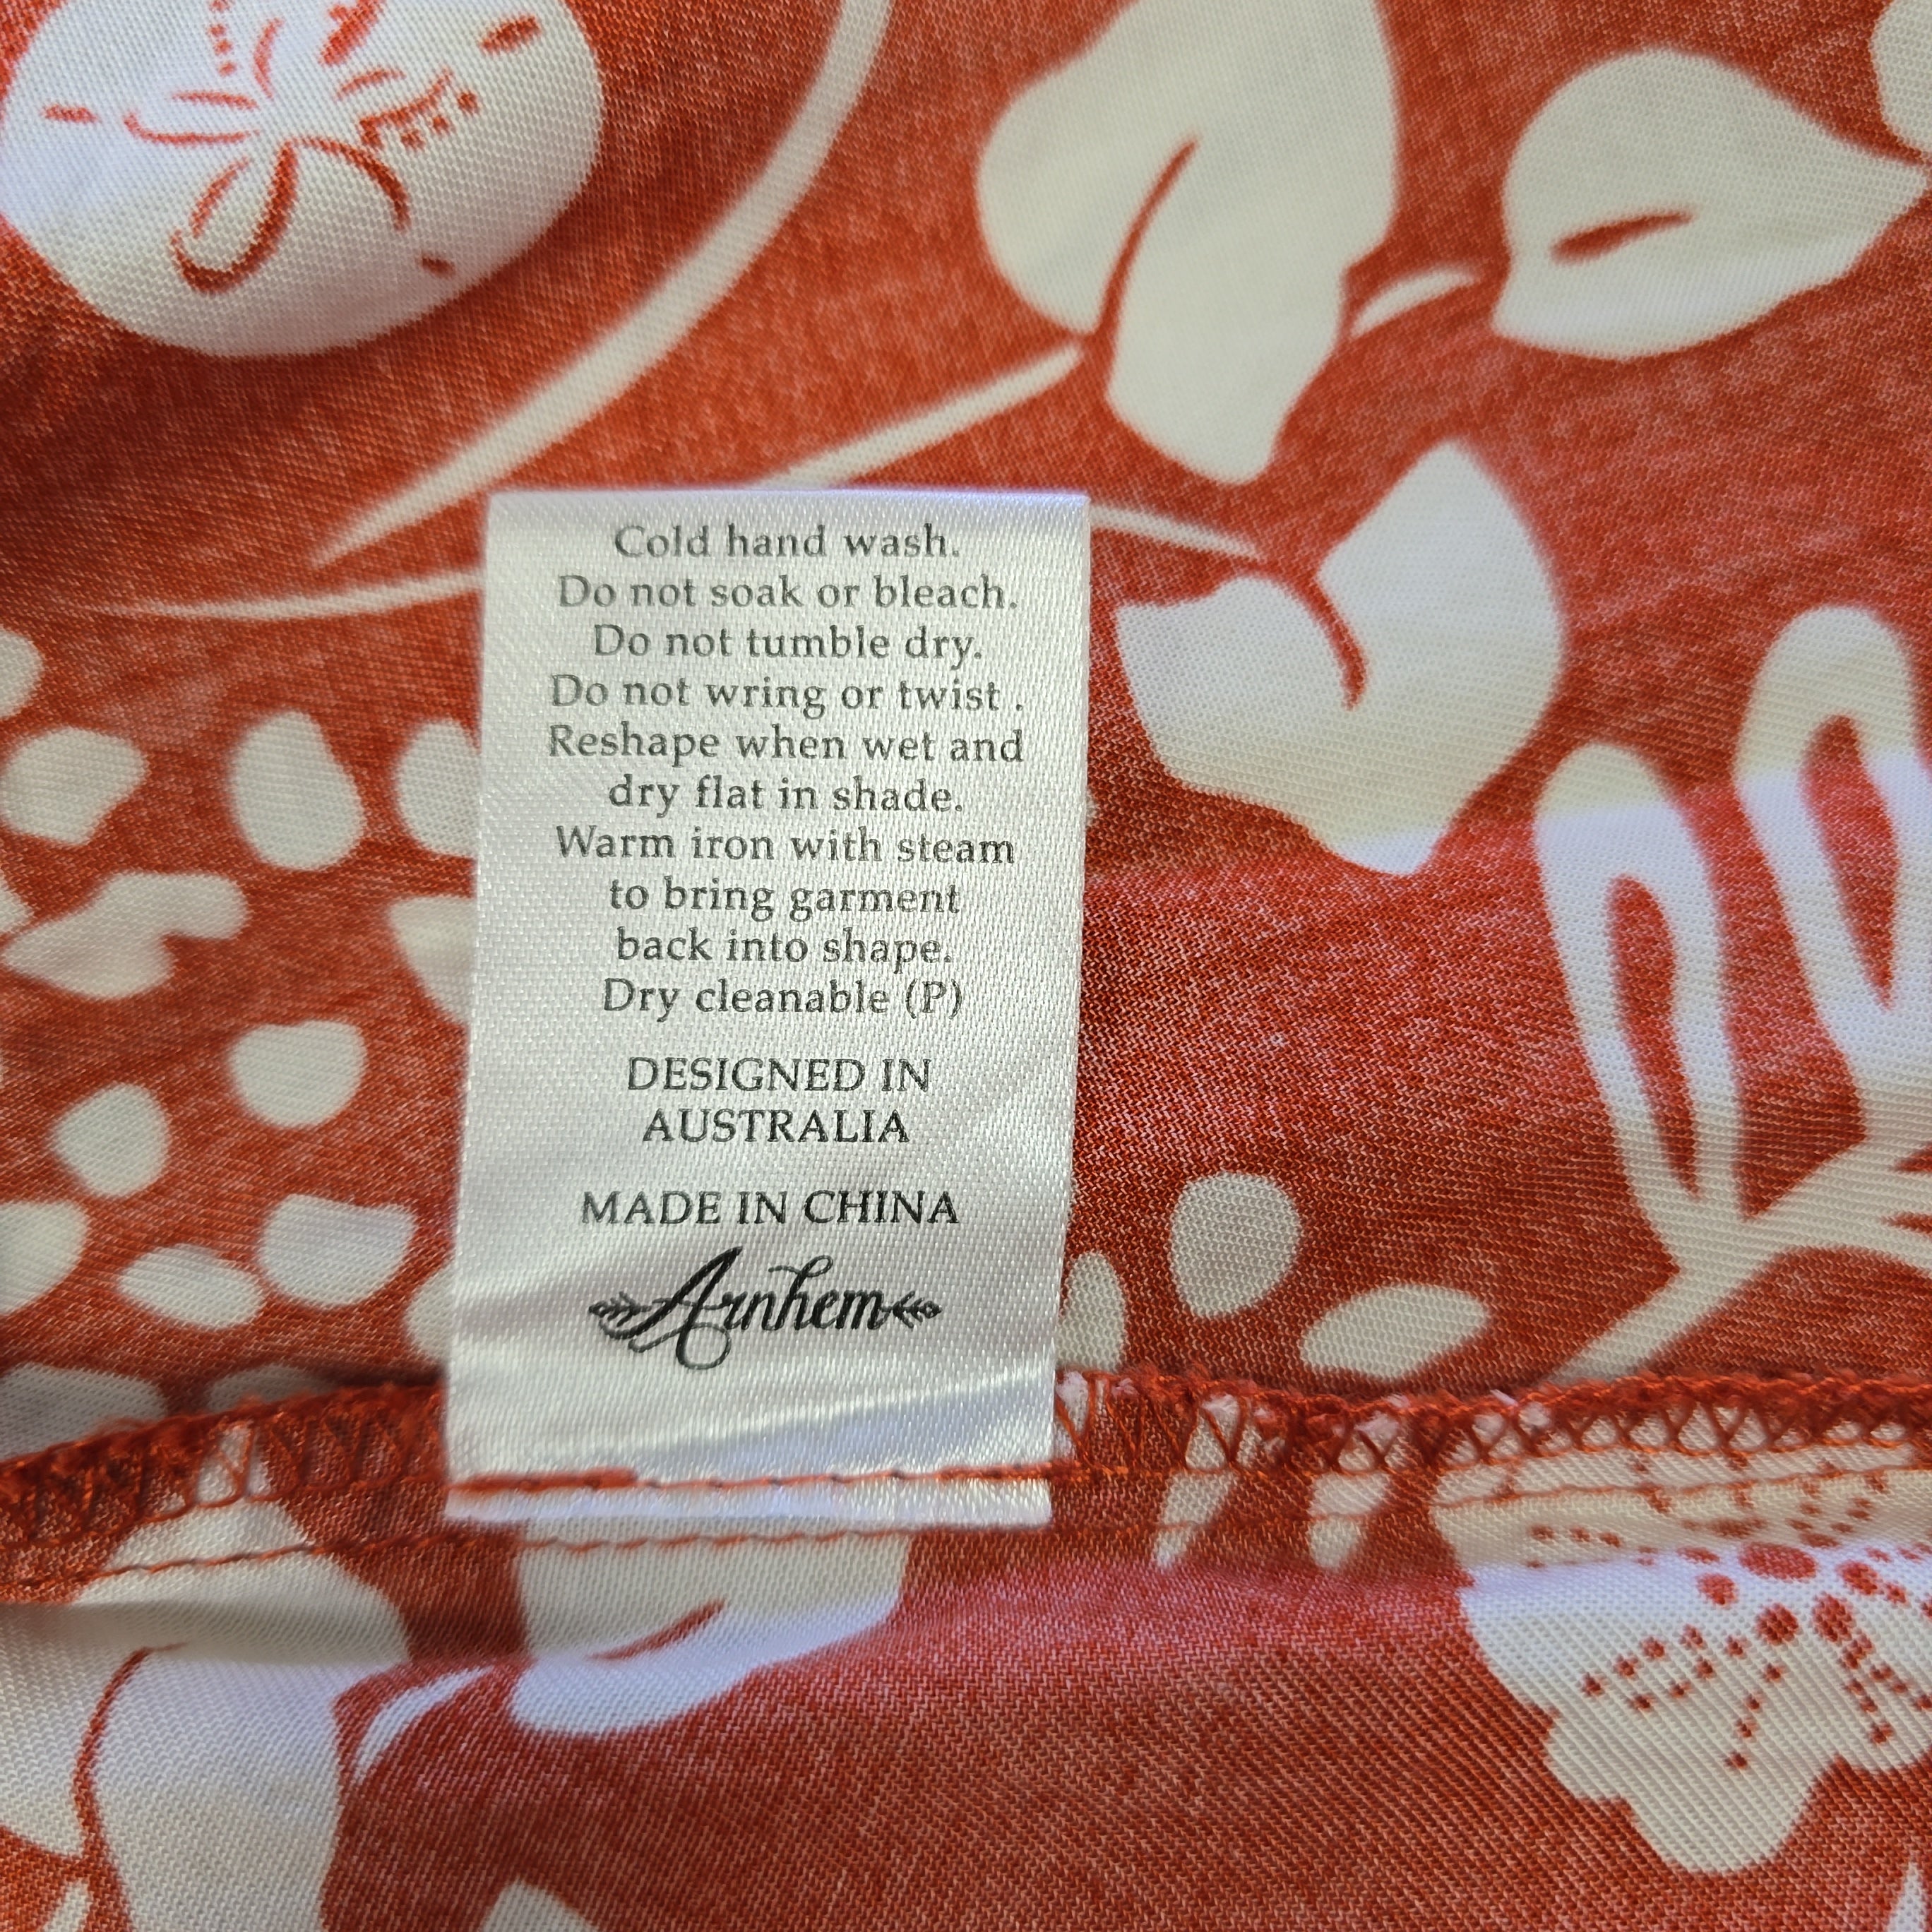 Cold hand wash.
Do not soak or bleach.
Do not tumble dry.
Do not wring or twist .
Reshape when wet and
dry flat in shade.
Warm iron with steam
to bring garment
back into shape.
Dry cleanable (P)
DESIGNED IN
AUSTRALIA
MADE IN CHINA
Arnhem